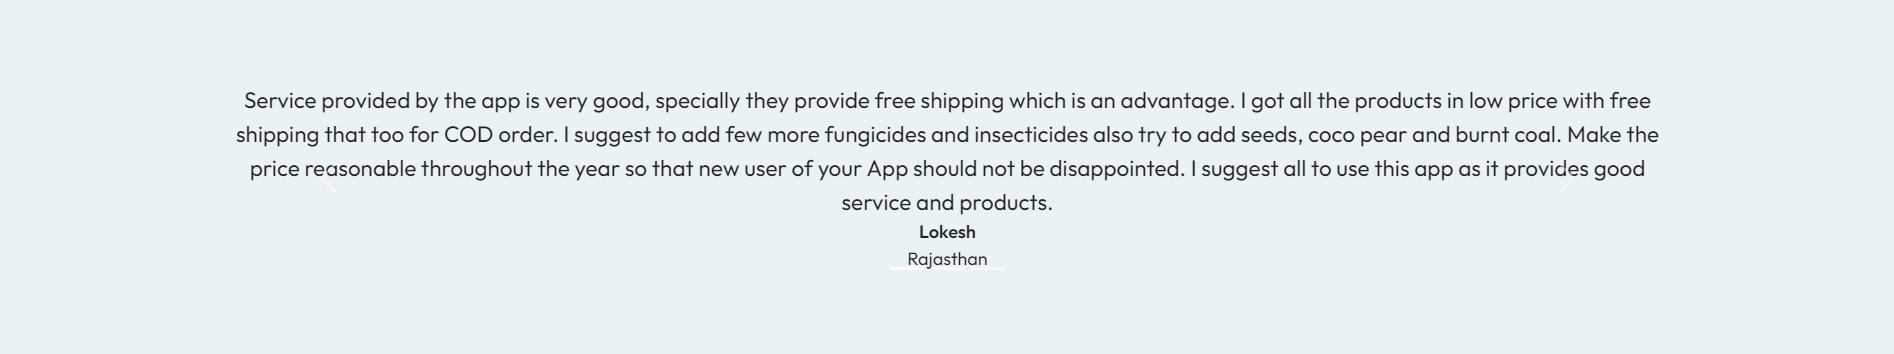 Service provided by the app is very good, specially they provide free shipping which is an advantage. I got all the products in low price with free
shipping that too for COD order. I suggest to add few more fungicides and insecticides also try to add seeds, coco pear and burnt coal. Make the
price reasonable throughout the year so that new user of your App should not be disappointed. I suggest all to use this app as it provides good
service and products.
Lokesh
Rajasthan